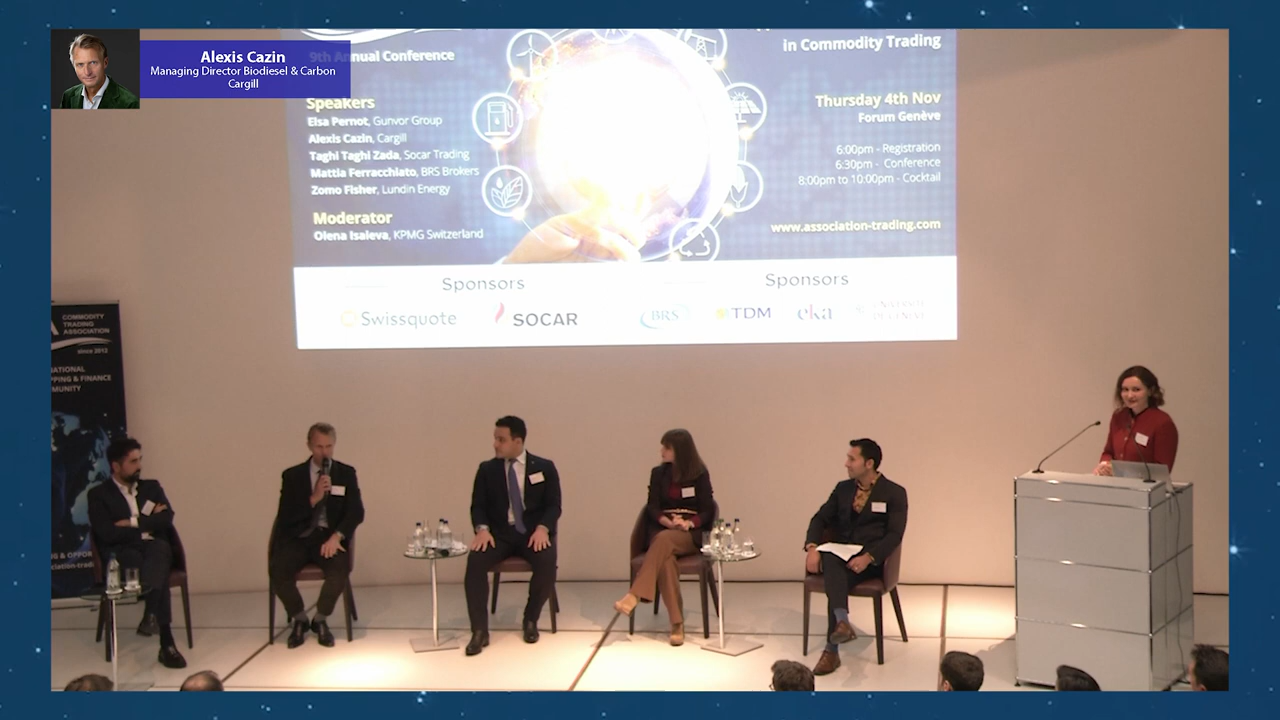 Alexis Cazin
Managing Director Biodiesel & Carbon
Cargill
9th Annual Conference
Speakers
Elsa Pernot, Gunvor Group
Alexis Cazin, Cargill
Taghi Taghi Zada, Socar Trading
Mattia Ferracchiato, BRS Brokers
Zomo Fisher, Lundin Energy
Moderator
Olena Isaieva, KPMG Switzerland
in Commodity Trading
Thursday 4th Nov
Forum Genève
6:00pm - Registration
6:30pm - Conference
8:00pm to 10:00pm - Cocktail
www.association-trading.com
Sponsors
Swissquote
SOCAR
Sponsors
BRS
TDM
eka
COMMODITY
TRADING
ASSOCIATION
since 2012